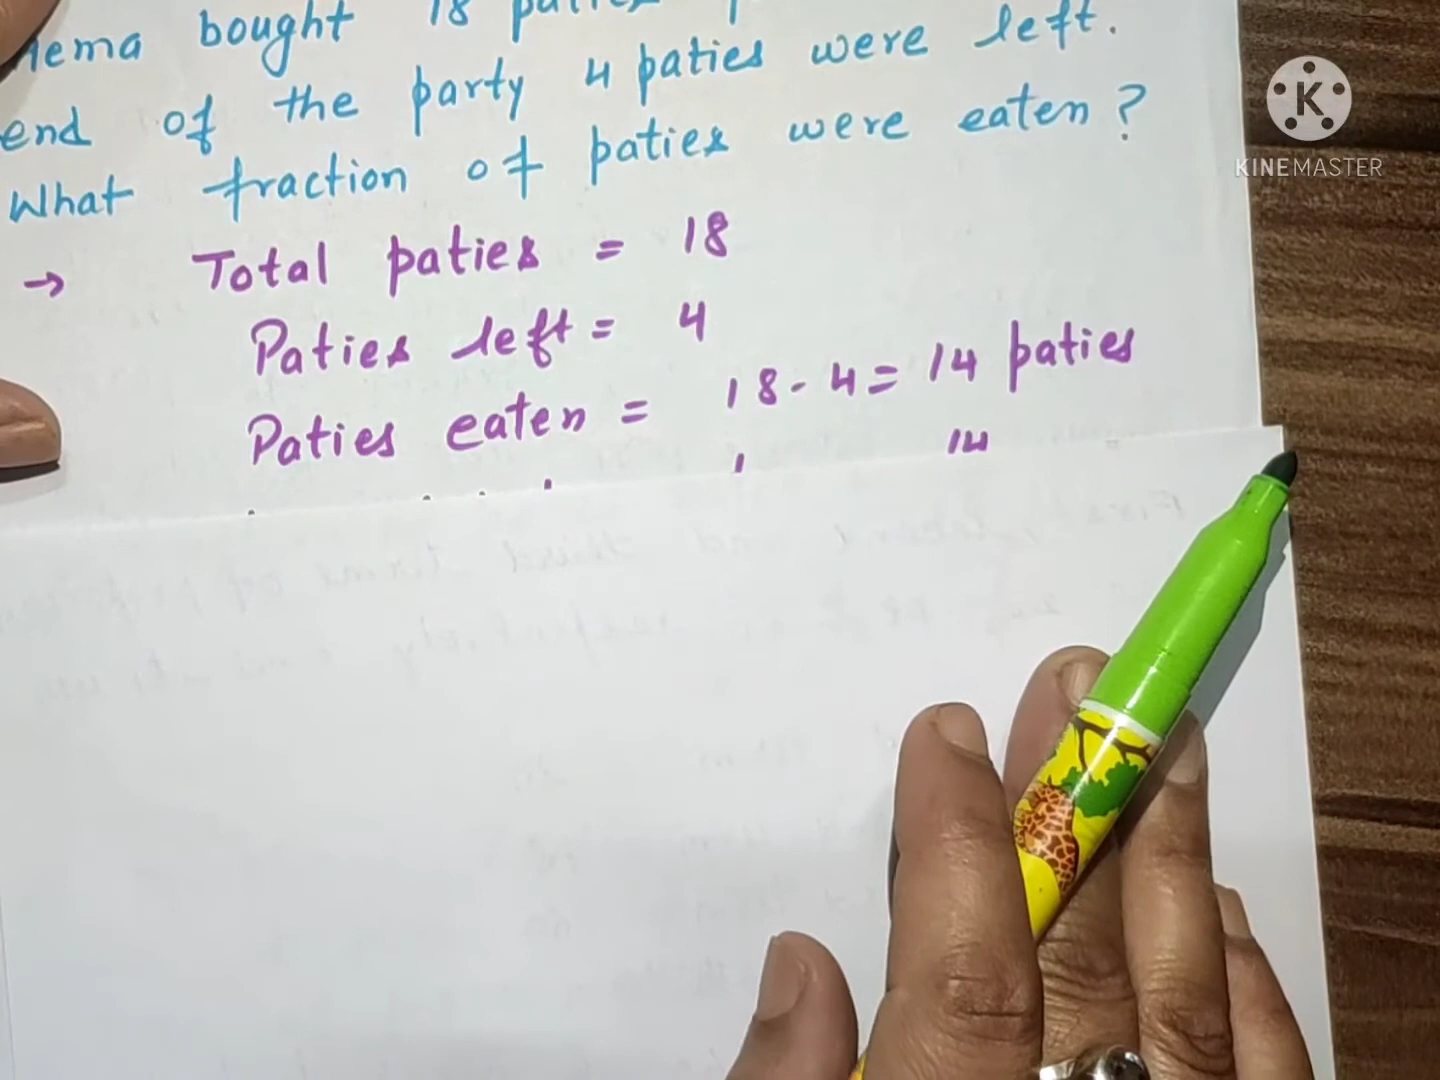 bought 18
end of the party 4 paties were left.
What fraction of paties were eaten?
→ Total paties = 18
Paties left = 4
Paties eaten = 18 - 4 = 14 paties
14
K
KINEMASTER